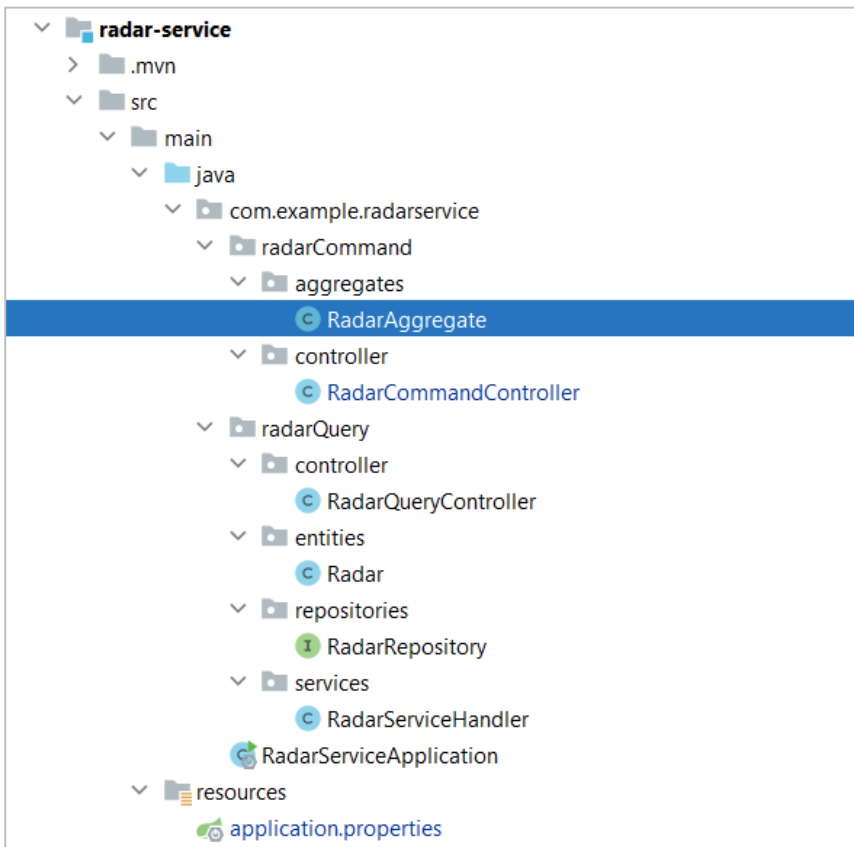 radar-service
.mvn
src
main
java
com.example.radarservice
radarCommand
aggregates
C RadarAggregate
controller
C RadarCommandController
radarQuery
controller
C RadarQueryController
entities
C Radar
repositories
I RadarRepository
services
C RadarServiceHandler
RadarServiceApplication
resources
application.properties